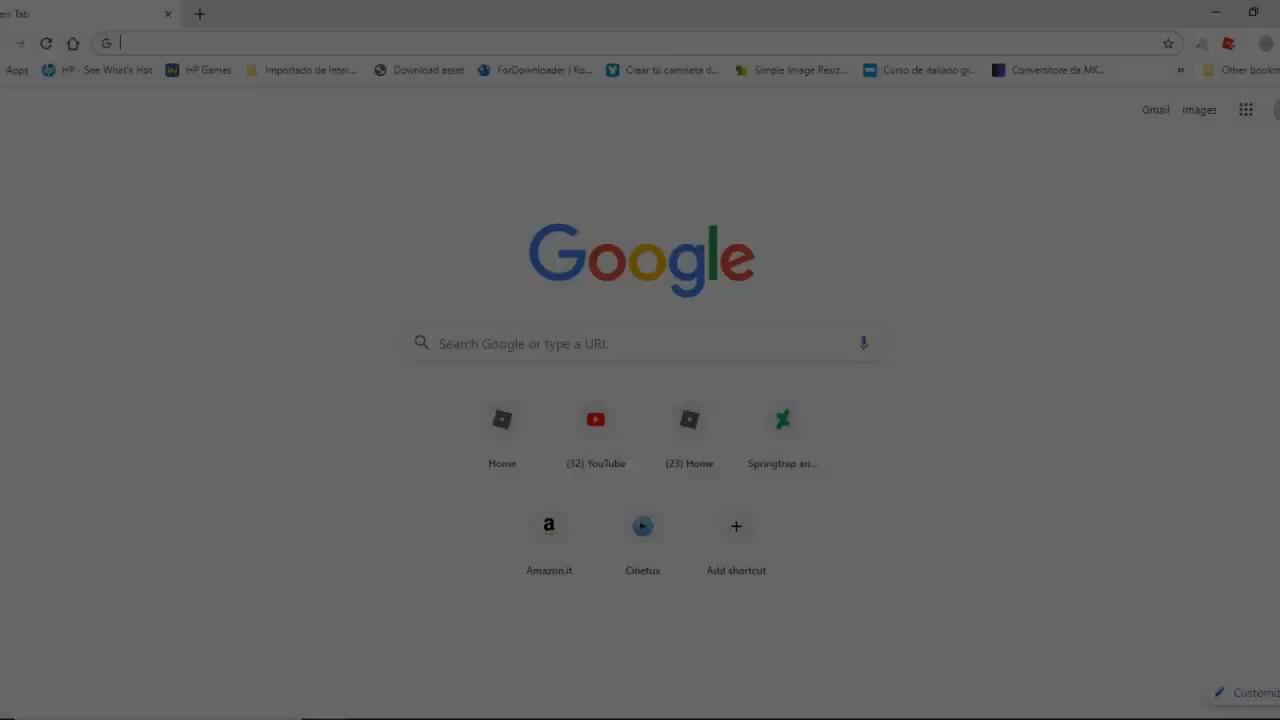 ew Tab
Apps HP - See What's Hot HP Games Importado de Inter... Download asset ForDownloader | Ro... Crear tu camiseta d... Simple Image Resiz... Curso de italiano gr... Convertitore da MK... » Other bookm
Gmail Images
Google
Search Google or type a URL
Home (32) YouTube (23) Home Springtrap an...
Amazon.it Cinetux Add shortcut
Customiz